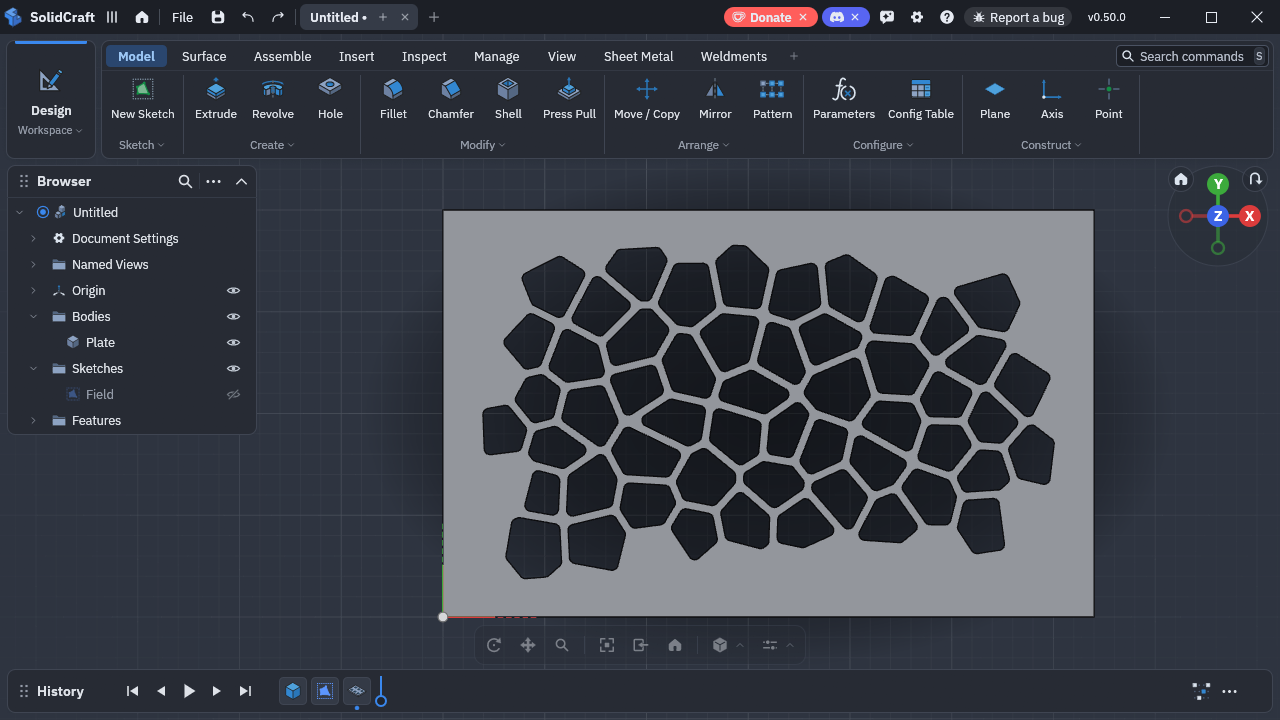 SolidCraft
File
Untitled •
Donate
Report a bug
v0.50.0
Design
Workspace
Model
Surface
Assemble
Insert
Inspect
Manage
View
Sheet Metal
Weldments
Search commands
S
New Sketch
Extrude
Revolve
Hole
Fillet
Chamfer
Shell
Press Pull
Move / Copy
Mirror
Pattern
Parameters
Config Table
Plane
Axis
Point
Sketch
Create
Modify
Arrange
Configure
Construct
Browser
Untitled
Document Settings
Named Views
Origin
Bodies
Plate
Sketches
Field
Features
Y
Z
X
History